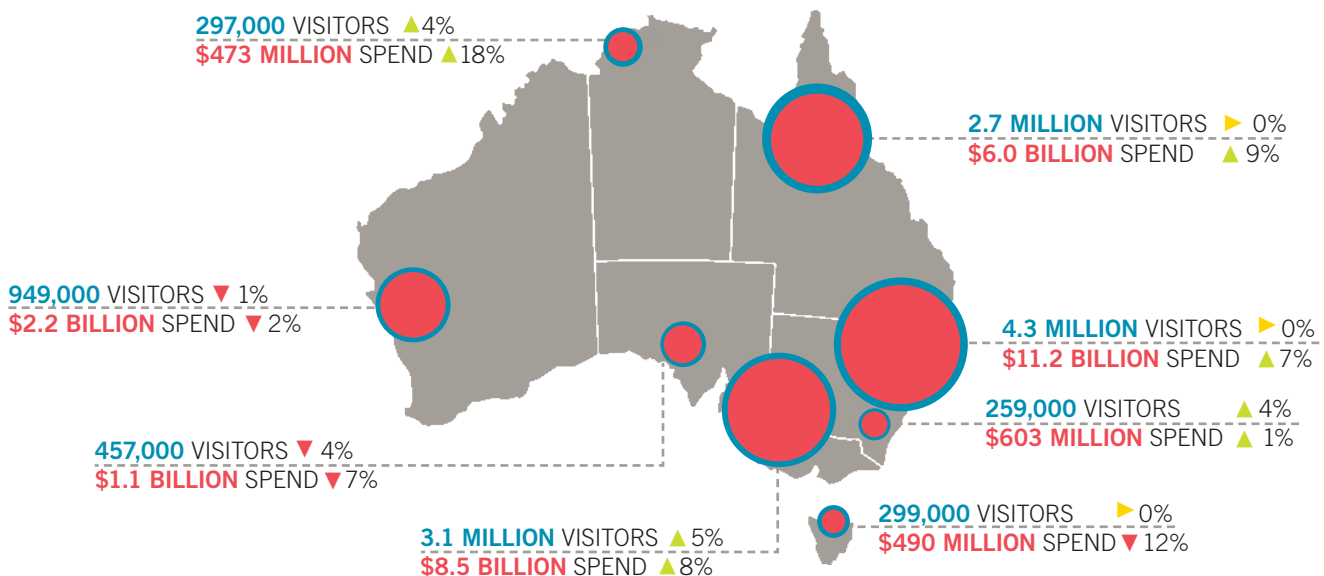 297,000 VISITORS ▲4%
$473 MILLION SPEND ▲18%
2.7 MILLION VISITORS ► 0%
$6.0 BILLION SPEND ▲ 9%
949,000 VISITORS ▼ 1%
$2.2 BILLION SPEND ▼ 2%
4.3 MILLION VISITORS ►0%
$11.2 BILLION SPEND ▲7%
259,000 VISITORS ▲4%
$603 MILLION SPEND ▲ 1%
457,000 VISITORS ▼ 4%
$1.1 BILLION SPEND ▼7%
299,000 VISITORS ►0%
$490 MILLION SPEND ▼ 12%
3.1 MILLION VISITORS ▲ 5%
$8.5 BILLION SPEND ▲8%